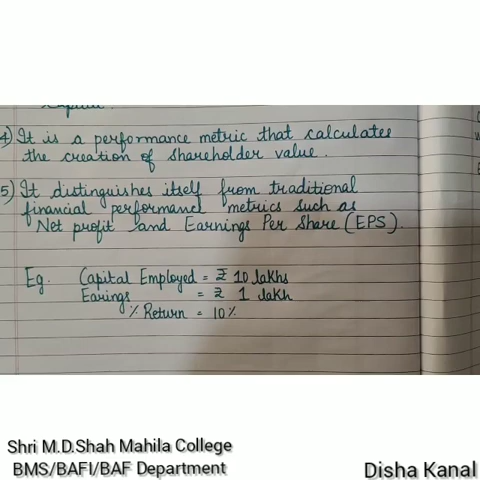 4) It is a performance metric that calculates
the creation of shareholder value.
5) It distinguishes itself from traditional
financial performance metrics such as
Net profit and Earnings Per Share (EPS).
Eg. Capital Employed = ₹ 10 lakhs
Earings = ₹ 1 lakh
% Return = 10%
Shri M.D.Shah Mahila College
BMS/BAFI/BAF Department
Disha Kanal